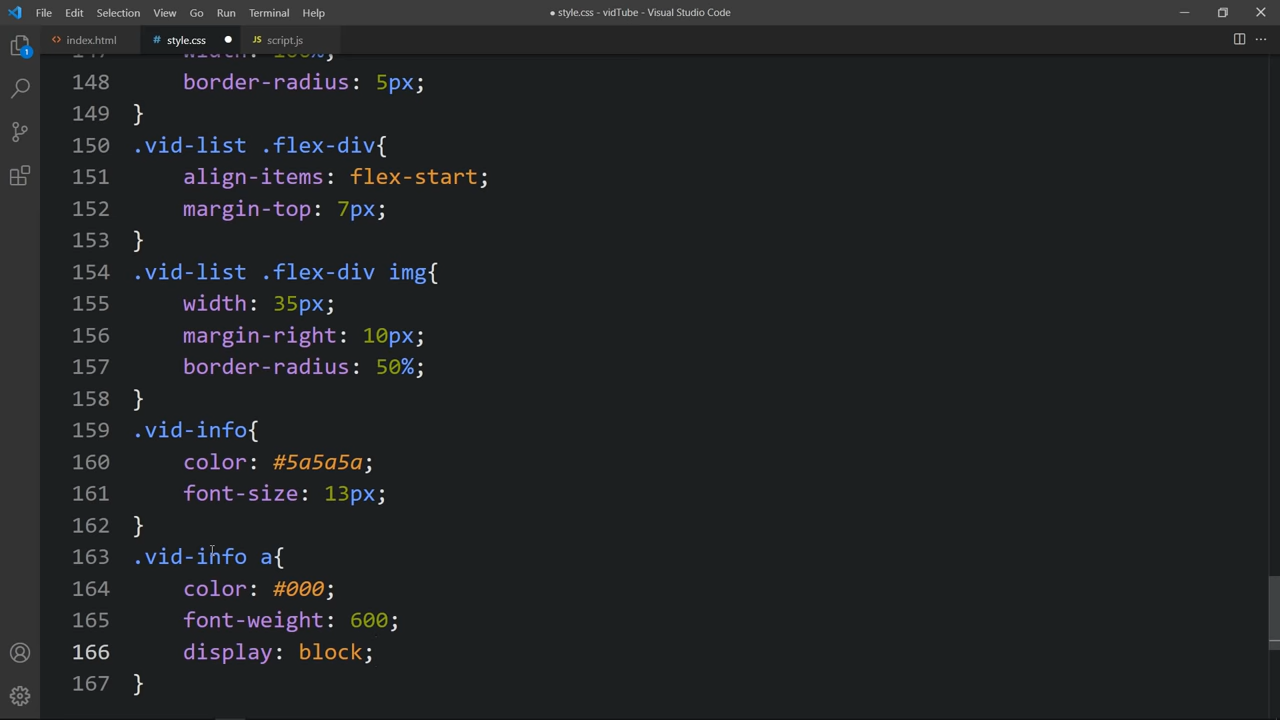 File Edit Selection View Go Run Terminal Help
● style.css - vidTube - Visual Studio Code
<> index.html # style.css ● JS script.js
1
148 border-radius: 5px;
149 }
150 .vid-list .flex-div{
151 align-items: flex-start;
152 margin-top: 7px;
153 }
154 .vid-list .flex-div img{
155 width: 35px;
156 margin-right: 10px;
157 border-radius: 50%;
158 }
159 .vid-info{
160 color: #5a5a5a;
161 font-size: 13px;
162 }
163 .vid-info a{
164 color: #000;
165 font-weight: 600;
166 display: block;
167 }